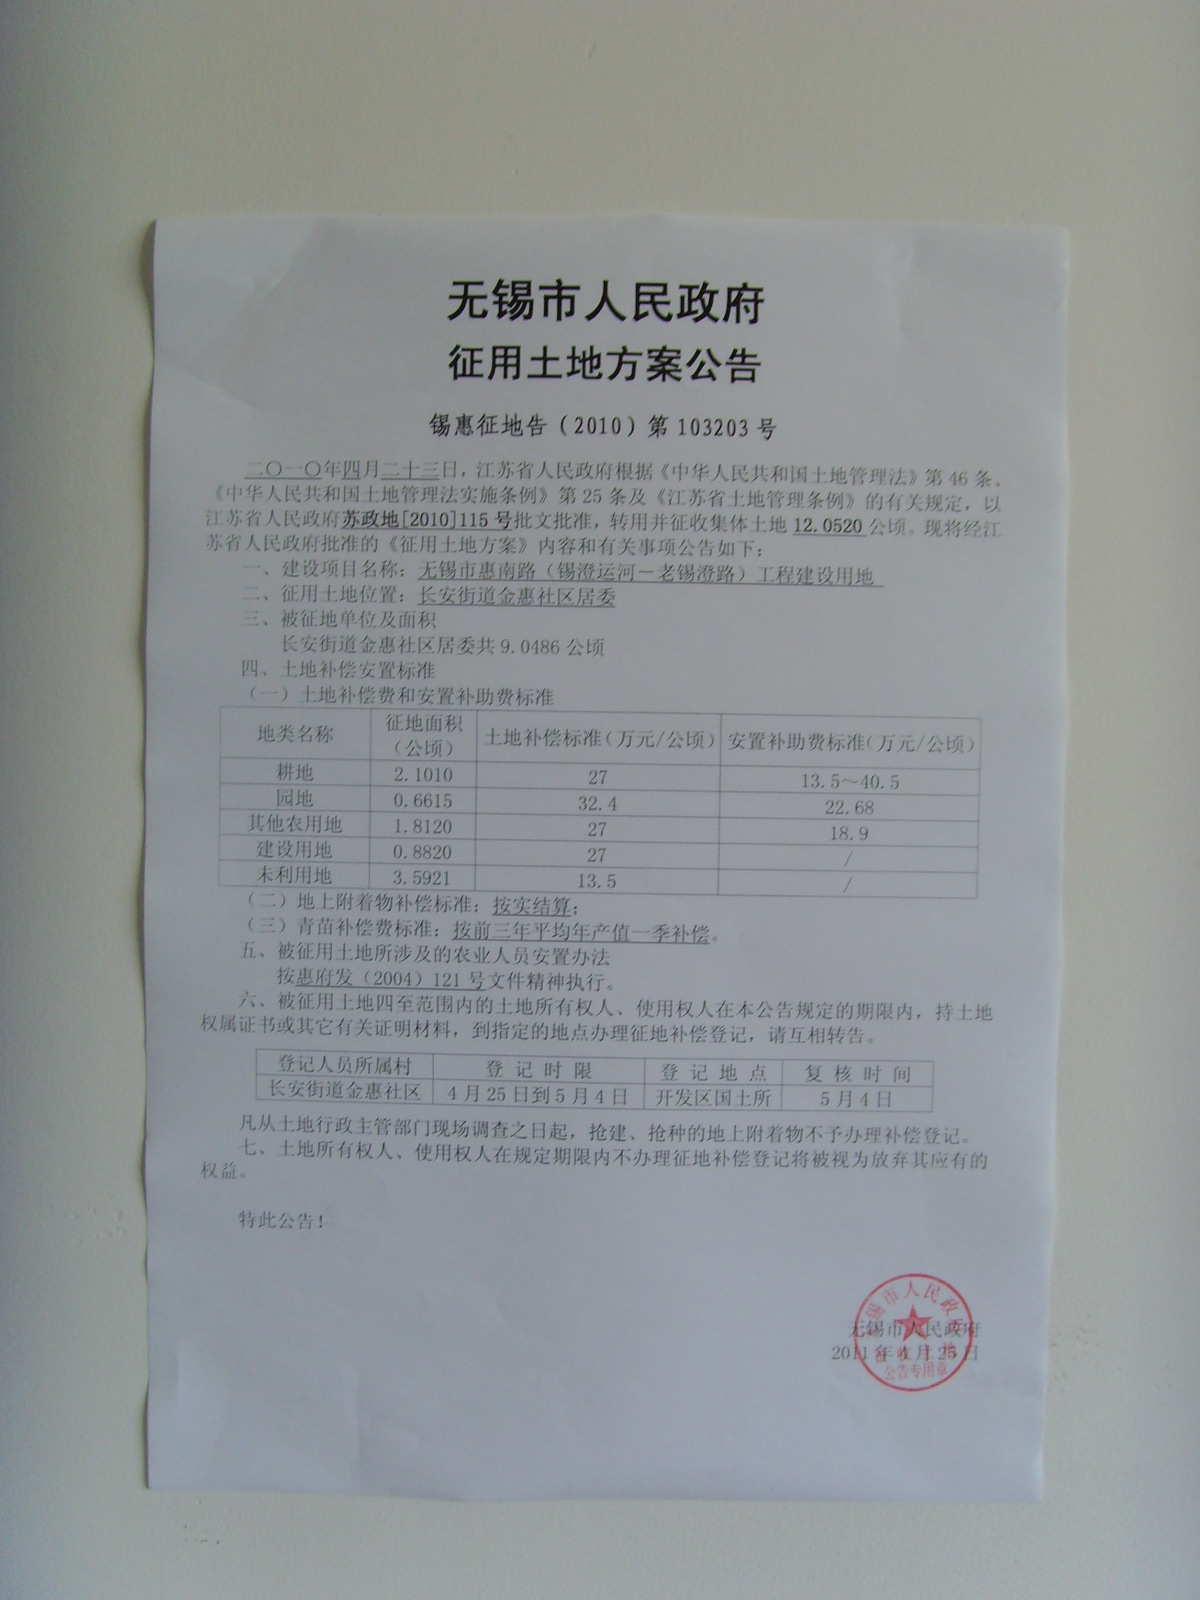 无锡市人民政府
征用土地方案公告
锡惠征地告（2010）第103203号
二〇一〇年四月二十三日，江苏省人民政府根据《中华人民共和国土地管理法》第46条、
《中华人民共和国土地管理法实施条例》第25条及《江苏省土地管理条例》的有关规定，以
江苏省人民政府苏政地[2010]115号批文批准，转用并征收集体土地12.0520公顷。现将经江
苏省人民政府批准的《征用土地方案》内容和有关事项公告如下：
一、建设项目名称：无锡市惠南路（锡澄运河－老锡澄路）工程建设用地
二、征用土地位置：长安街道金惠社区居委
三、被征地单位及面积
长安街道金惠社区居委共9.0486公顷
四、土地补偿安置标准
（一）土地补偿费和安置补助费标准
地类名称 征地面积（公顷） 土地补偿标准（万元/公顷） 安置补助费标准（万元/公顷）
耕地 2.1010 27 13.5～40.5
园地 0.6615 32.4 22.68
其他农用地 1.8120 27 18.9
建设用地 0.8820 27 /
未利用地 3.5921 13.5 /
（二）地上附着物补偿标准：按实结算；
（三）青苗补偿费标准：按前三年平均年产值一季补偿。
五、被征用土地所涉及的农业人员安置办法
按惠府发（2004）121号文件精神执行。
六、被征用土地四至范围内的土地所有权人、使用权人在本公告规定的期限内，持土地
权属证书或其它有关证明材料，到指定的地点办理征地补偿登记，请互相转告。
登记人员所属村 登记时限 登记地点 复核时间
长安街道金惠社区 4月25日到5月4日 开发区国土所 5月4日
凡从土地行政主管部门现场调查之日起，抢建、抢种的地上附着物不予办理补偿登记。
七、土地所有权人、使用权人在规定期限内不办理征地补偿登记将被视为放弃其应有的
权益。
特此公告！
无锡市人民政府
2011年4月25日
公告专用章